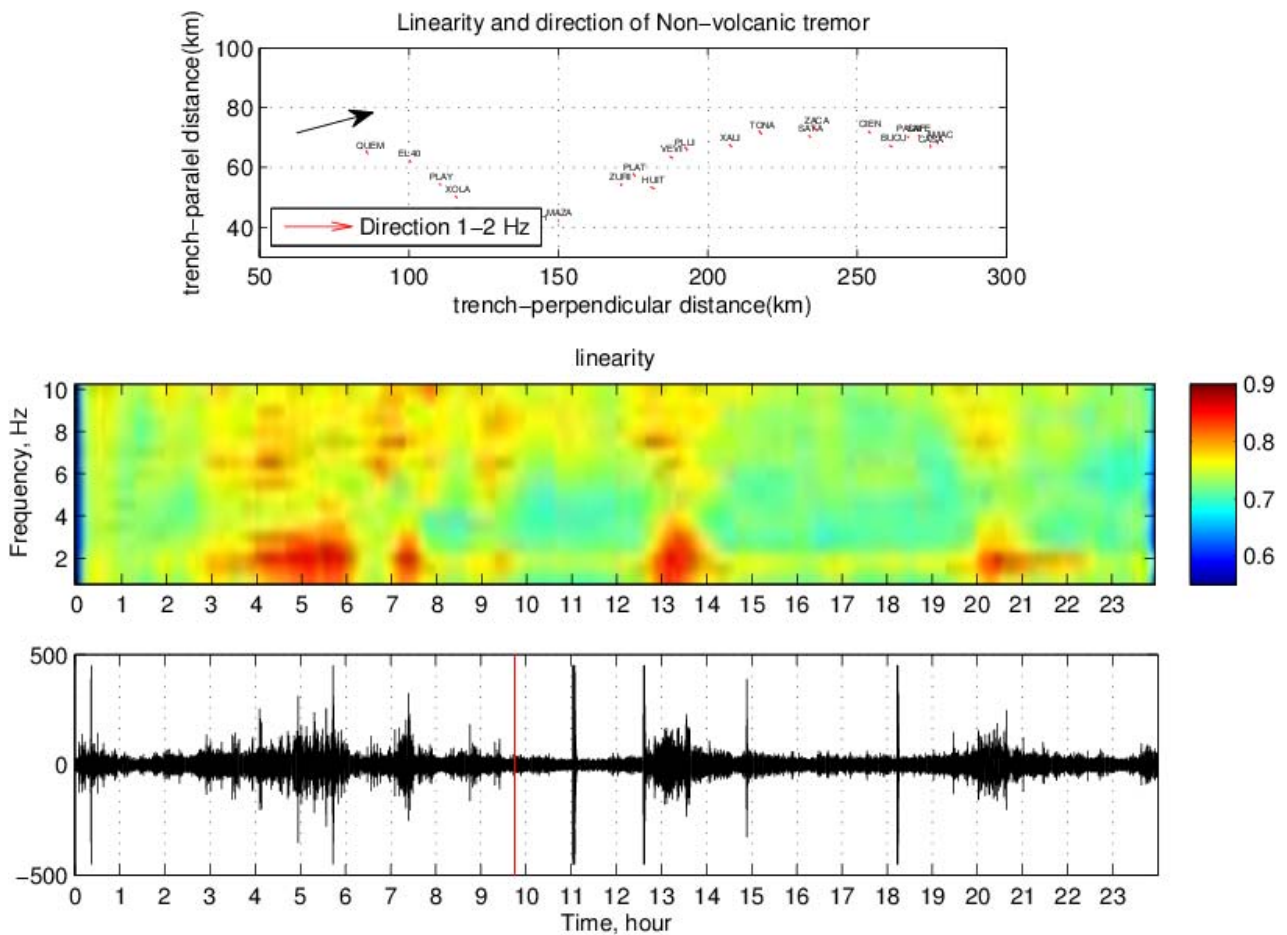 Linearity and direction of Non-volcanic tremor
trench-paralel distance(km)
100
80
60
40
QUEM
EL40
PLAY
XOLA
MAZA
ZURI
PLAT
HUIT
VEVI
PLLI
XALI
TONA
SATA
ZACA
CIEN
BUCU
CASA
Direction 1-2 Hz
50 100 150 200 250 300
trench-perpendicular distance(km)
linearity
Frequency, Hz
10
8
6
4
2
0 1 2 3 4 5 6 7 8 9 10 11 12 13 14 15 16 17 18 19 20 21 22 23
0.9
0.8
0.7
0.6
500
0
-500
0 1 2 3 4 5 6 7 8 9 10 11 12 13 14 15 16 17 18 19 20 21 22 23
Time, hour